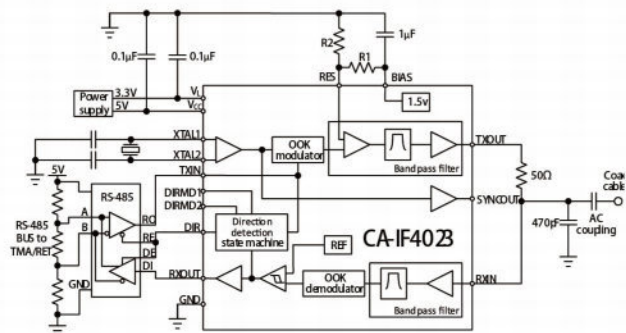 1μF
R2
0.1μF
0.1μF
R1
RES
BIAS
1.5v
Power
supply
3.3V
5V
VL
VCC
XTAL1
XTAL2
TXIN
OOK
modulator
Band pass filter
TXOUT
50Ω
Coax
cable
5V
RS-485
DIRMD1
DIRMD2
SYNCOUT
A
B
RO
RE
DE
DI
DIR
Direction
detection
state machine
CA-IF4023
REF
470pF
AC
coupling
RS-485
BUS to
TMA/RET
RXOUT
OOK
demodulator
RXIN
Band pass filter
GND
GND